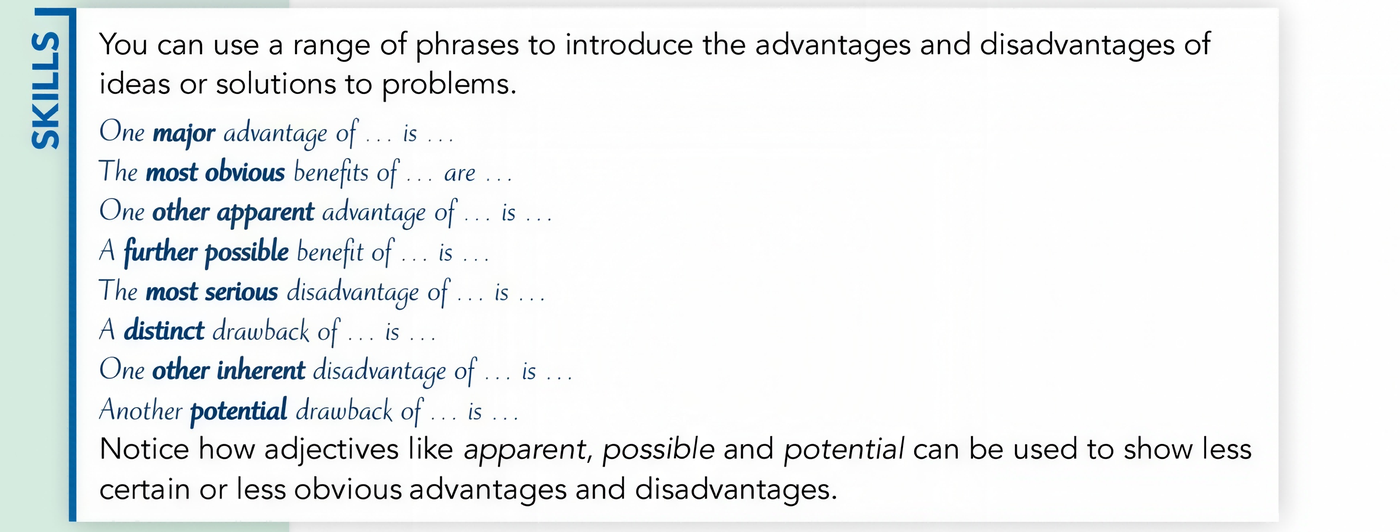 SKILLS
You can use a range of phrases to introduce the advantages and disadvantages of
ideas or solutions to problems.
One major advantage of ... is ...
The most obvious benefits of ... are ...
One other apparent advantage of ... is ...
A further possible benefit of ... is ...
The most serious disadvantage of ... is ...
A distinct drawback of ... is ...
One other inherent disadvantage of ... is ...
Another potential drawback of ... is ...
Notice how adjectives like apparent, possible and potential can be used to show less
certain or less obvious advantages and disadvantages.